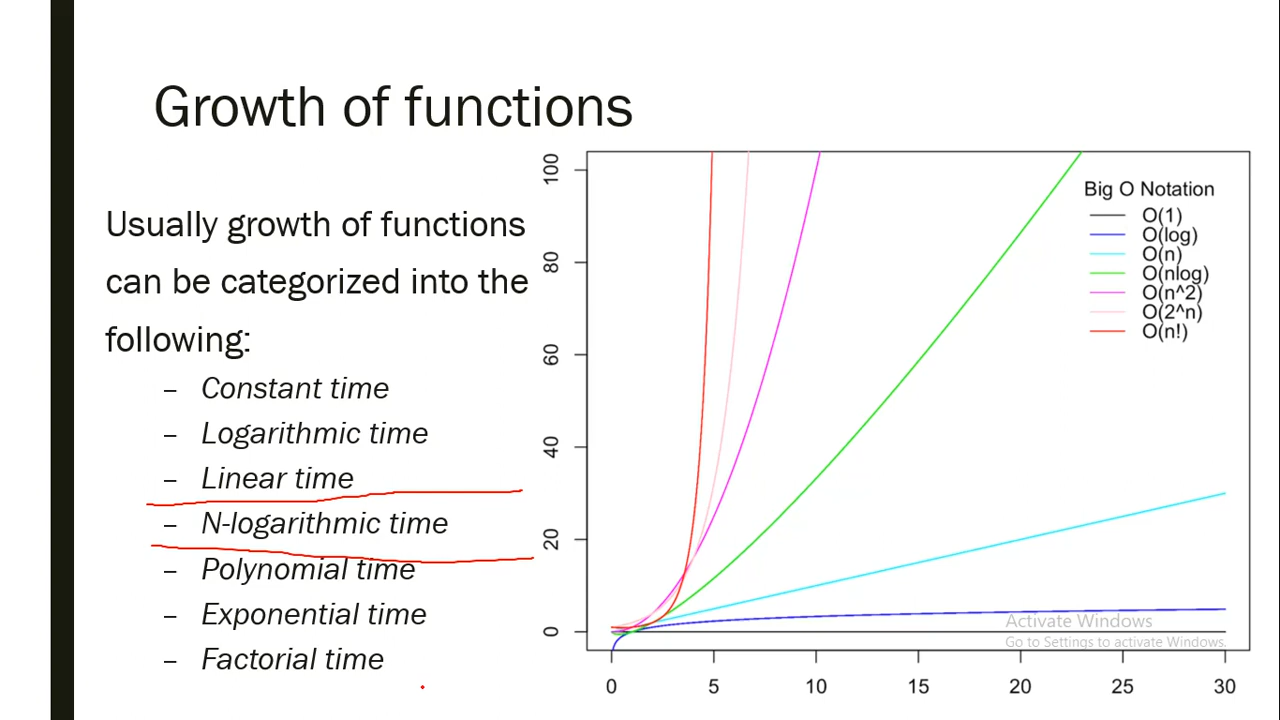 Growth of functions
Usually growth of functions
can be categorized into the
following:
– Constant time
– Logarithmic time
– Linear time
– N-logarithmic time
– Polynomial time
– Exponential time
– Factorial time
100
80
60
40
20
0
Big O Notation
O(1)
O(log)
O(n)
O(nlog)
O(n^2)
O(2^n)
O(n!)
Activate Windows
Go to Settings to activate Windows.
0 5 10 15 20 25 30